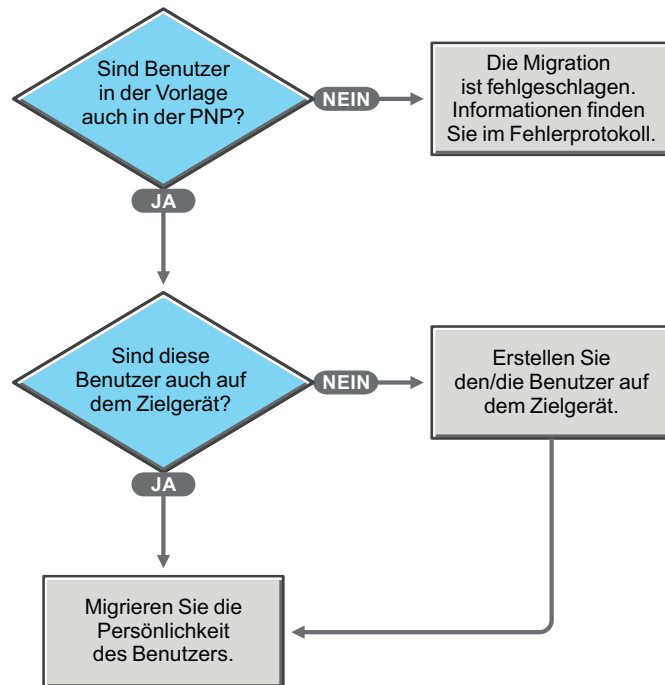 Sind Benutzer
in der Vorlage
auch in der PNP?
NEIN
Die Migration
ist fehlgeschlagen.
Informationen finden
Sie im Fehlerprotokoll.
JA
Sind diese
Benutzer auch auf
dem Zielgerät?
NEIN
Erstellen Sie
den/die Benutzer auf
dem Zielgerät.
JA
Migrieren Sie die
Persönlichkeit
des Benutzers.